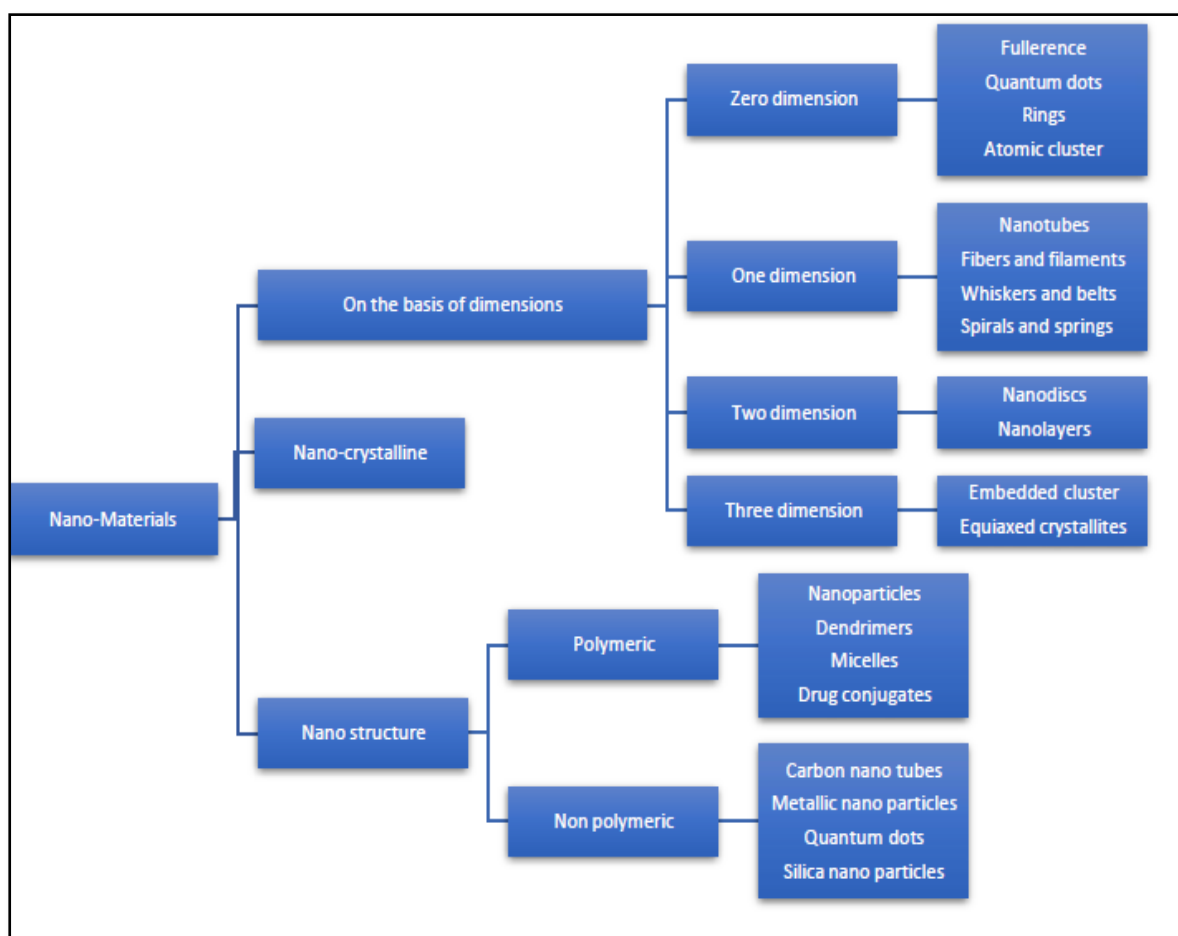 Nano-Materials
On the basis of dimensions
Zero dimension
Fullerence
Quantum dots
Rings
Atomic cluster
One dimension
Nanotubes
Fibers and filaments
Whiskers and belts
Spirals and springs
Two dimension
Nanodiscs
Nanolayers
Three dimension
Embedded cluster
Equiaxed crystallites
Nano-crystalline
Nano structure
Polymeric
Nanoparticles
Dendrimers
Micelles
Drug conjugates
Non polymeric
Carbon nano tubes
Metallic nano particles
Quantum dots
Silica nano particles